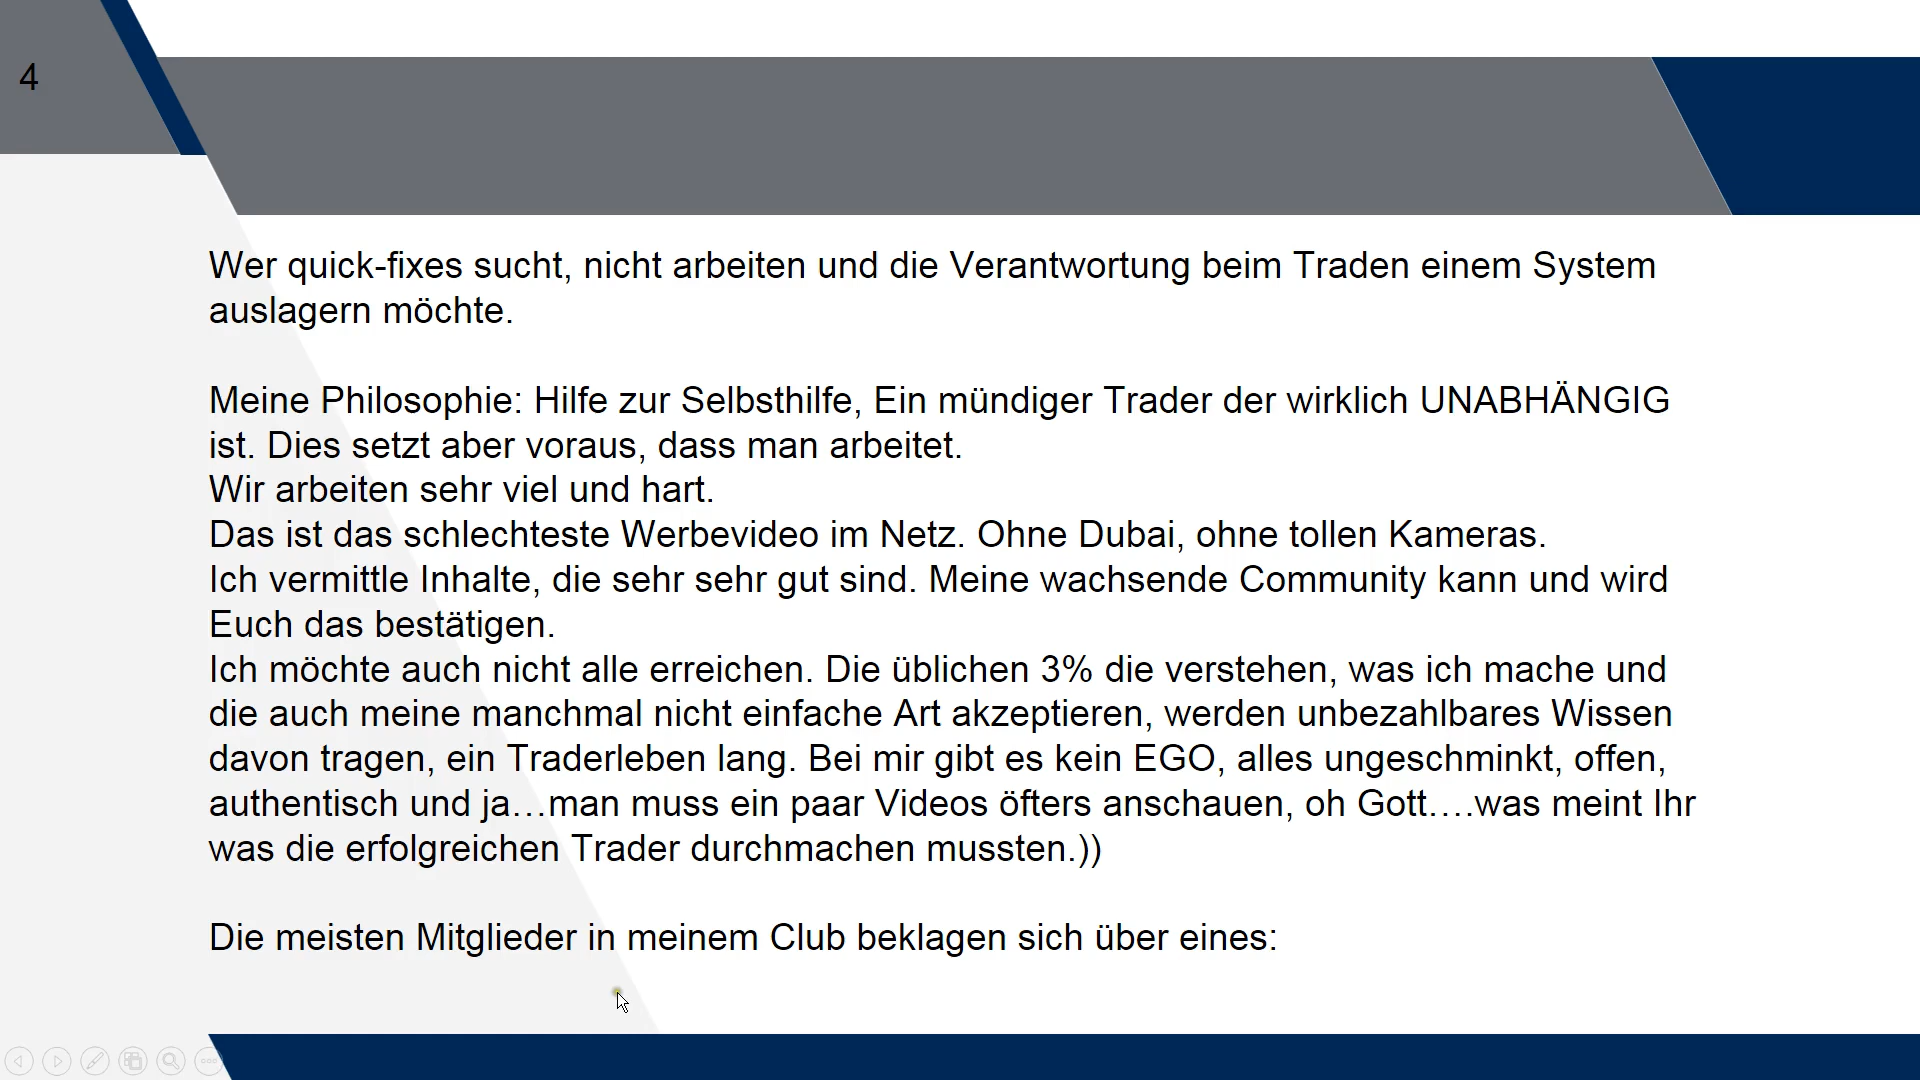 4
Wer quick-fixes sucht, nicht arbeiten und die Verantwortung beim Traden einem System
auslagern möchte.
Meine Philosophie: Hilfe zur Selbsthilfe, Ein mündiger Trader der wirklich UNABHÄNGIG
ist. Dies setzt aber voraus, dass man arbeitet.
Wir arbeiten sehr viel und hart.
Das ist das schlechteste Werbevideo im Netz. Ohne Dubai, ohne tollen Kameras.
Ich vermittle Inhalte, die sehr sehr gut sind. Meine wachsende Community kann und wird
Euch das bestätigen.
Ich möchte auch nicht alle erreichen. Die üblichen 3% die verstehen, was ich mache und
die auch meine manchmal nicht einfache Art akzeptieren, werden unbezahlbares Wissen
davon tragen, ein Traderleben lang. Bei mir gibt es kein EGO, alles ungeschminkt, offen,
authentisch und ja…man muss ein paar Videos öfters anschauen, oh Gott….was meint Ihr
was die erfolgreichen Trader durchmachen mussten.))
Die meisten Mitglieder in meinem Club beklagen sich über eines: